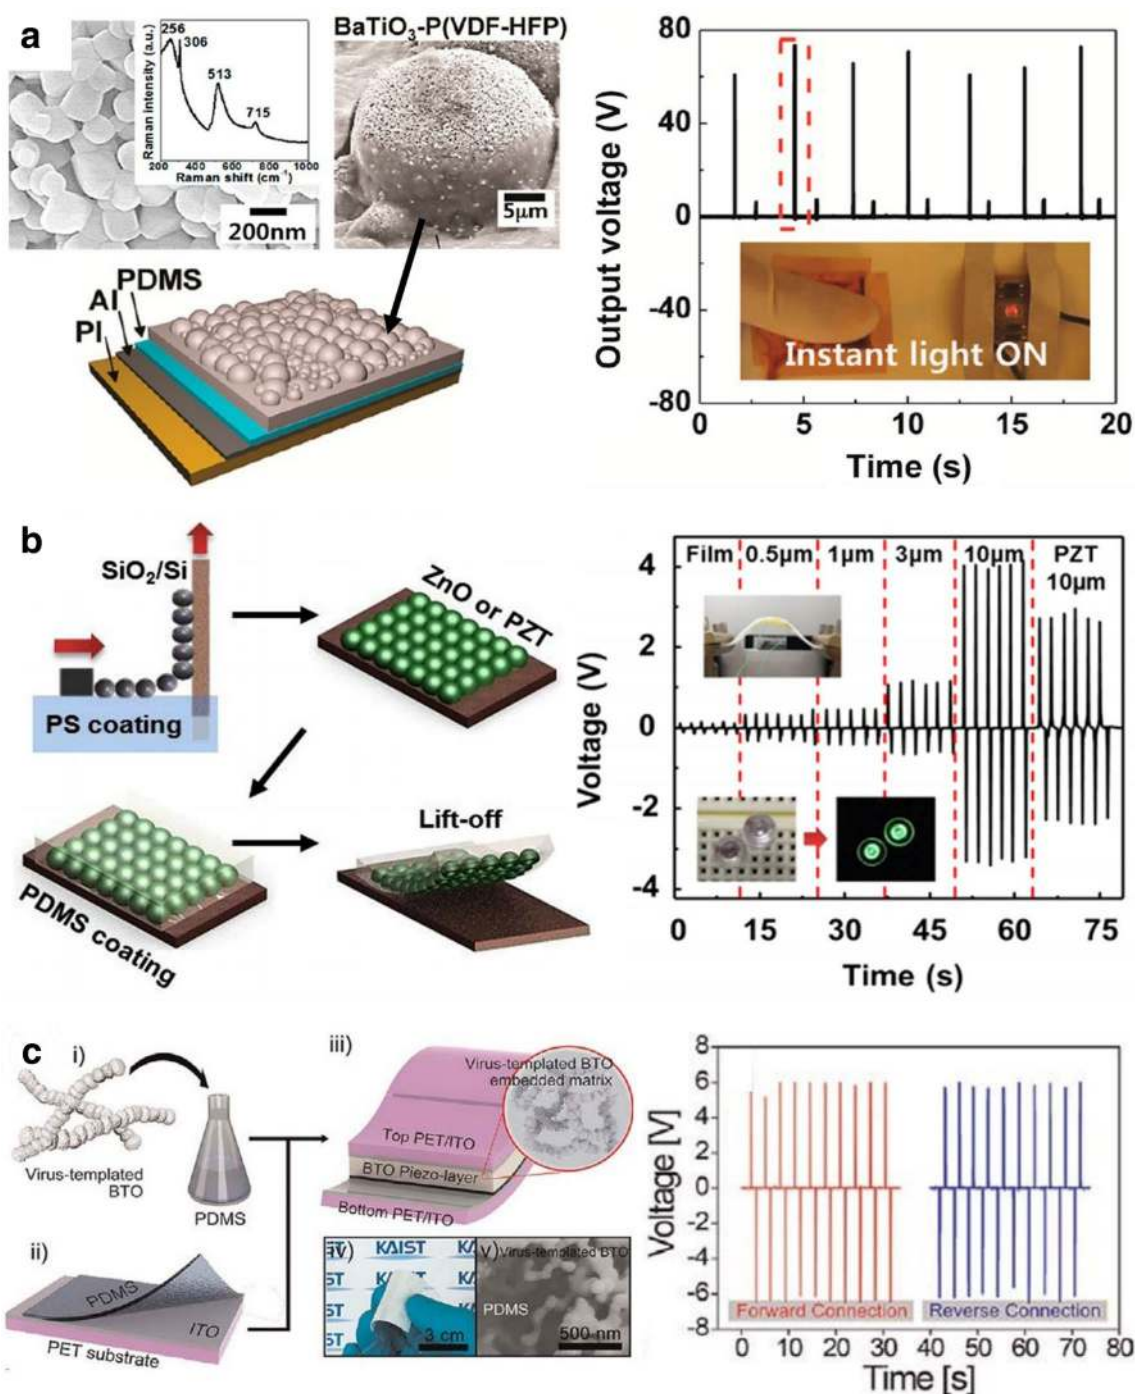 a
256
306
513
715
Raman intensity (a.u.)
200 400 600 800 1000
Raman shift (cm-1)
200nm
BaTiO3-P(VDF-HFP)
5μm
PDMS
Al
PI
80
40
0
-40
-80
Output voltage (V)
Instant light ON
0 5 10 15 20
Time (s)
b
SiO2/Si
PS coating
ZnO or PZT
PDMS coating
Lift-off
Film 0.5μm 1μm 3μm 10μm PZT
10μm
4
2
0
-2
-4
Voltage (V)
0 15 30 45 60 75
Time (s)
c
i)
Virus-templated
BTO
PDMS
ii)
PDMS
ITO
PET substrate
iii)
Virus-templated BTO
embedded matrix
Top PET/ITO
BTO Piezo-layer
Bottom PET/ITO
iv)
KAIST
3 cm
v)
Virus-templated BTO
PDMS
500 nm
8
6
4
2
0
-2
-4
-6
-8
Voltage [V]
Forward Connection
Reverse Connection
0 10 20 30 40 50 60 70 80
Time [s]